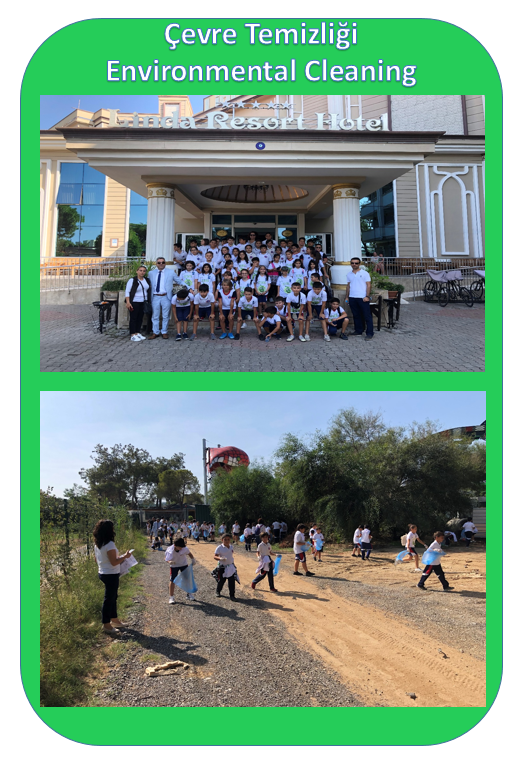 Çevre Temizliği
Environmental Cleaning
Linda Resort Hotel